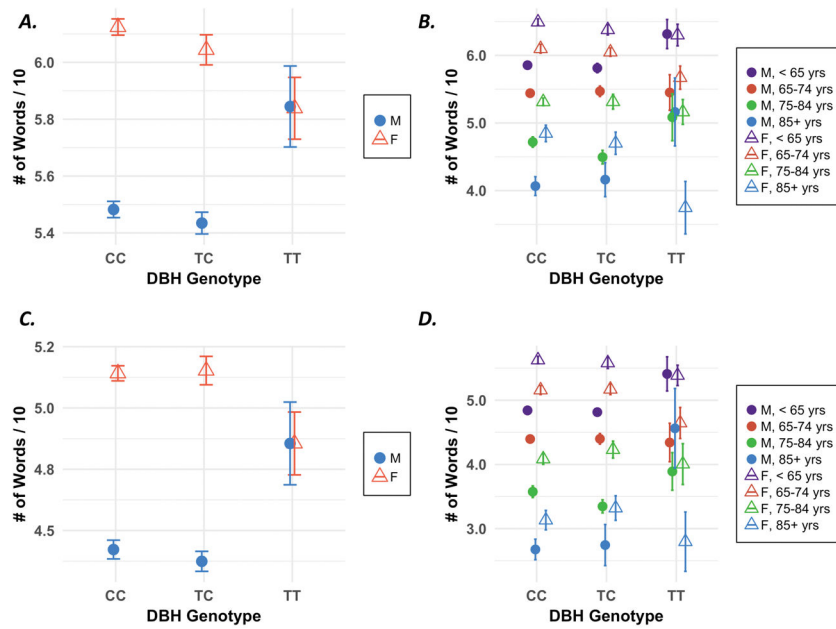 A.
# of Words / 10
6.0
5.8
5.6
5.4
CC
TC
TT
DBH Genotype
M
F
B.
# of Words / 10
6.0
5.0
4.0
CC
TC
TT
DBH Genotype
M, < 65 yrs
M, 65-74 yrs
M, 75-84 yrs
M, 85+ yrs
F, < 65 yrs
F, 65-74 yrs
F, 75-84 yrs
F, 85+ yrs
C.
# of Words / 10
5.2
5.0
4.8
4.5
CC
TC
TT
DBH Genotype
M
F
D.
# of Words / 10
5.0
4.0
3.0
CC
TC
TT
DBH Genotype
M, < 65 yrs
M, 65-74 yrs
M, 75-84 yrs
M, 85+ yrs
F, < 65 yrs
F, 65-74 yrs
F, 75-84 yrs
F, 85+ yrs